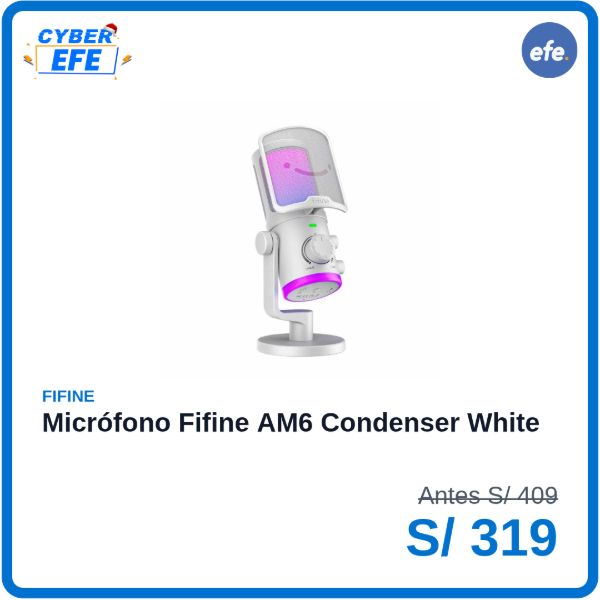 CYBER
EFE
efe.
FIFINE
Micrófono Fifine AM6 Condenser White
Antes S/ 409
S/ 319